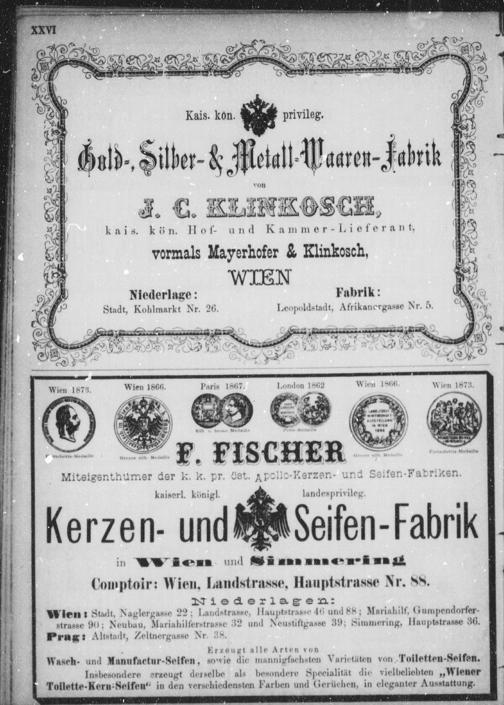 XXVI
Kais. kön. privileg.
Gold-, Silber- & Metall-Waaren-Fabrik
von
J. C. KLINKOSCH,
kais. kön. Hof- und Kammer-Lieferant,
vormals Mayerhofer & Klinkosch,
WIEN
Niederlage: Fabrik:
Stadt, Kohlmarkt Nr. 26. Leopoldstadt, Afrikanergasse Nr. 5.
Wien 1873. Wien 1866. Paris 1867. London 1862 Wien 1866. Wien 1873.
F. FISCHER
Miteigenthümer der k. k. pr. öst. Apollo-Kerzen- und Seifen-Fabriken.
kaiserl. königl. landesprivileg.
Kerzen- und Seifen-Fabrik
in Wien und Simmering
Comptoir: Wien, Landstrasse, Hauptstrasse Nr. 88.
Niederlagen:
Wien: Stadt, Naglergasse 22; Landstrasse, Hauptstrasse 46 und 88; Mariahilf, Gumpendorfer-
strasse 90; Neubau, Mariahilferstrasse 32 und Neustiftgasse 39; Simmering, Hauptstrasse 36.
Prag: Altstadt, Zeltnergasse Nr. 38.
Erzeugt alle Arten von
Wasch- und Manufactur-Seifen, sowie die mannigfachsten Varietäten von Toiletten-Seifen.
Insbesondere erzeugt derselbe als besondere Specialität die vielbeliebten „Wiener
Toilette-Kern-Seifen" in den verschiedensten Farben und Gerüchen, in eleganter Ausstattung.